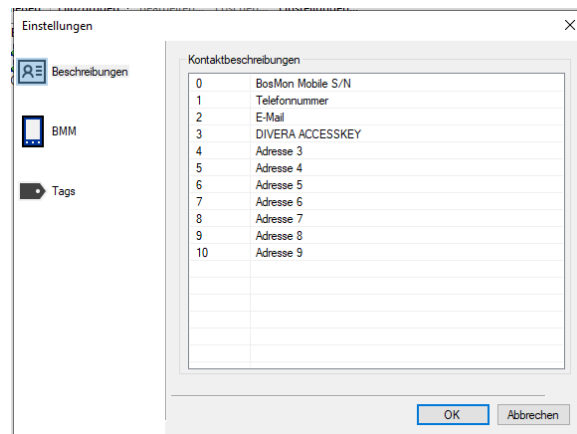 Einstellungen
Beschreibungen
BMM
Tags
Kontaktbeschreibungen
0 BosMon Mobile S/N
1 Telefonnummer
2 E-Mail
3 DIVERA ACCESSKEY
4 Adresse 3
5 Adresse 4
6 Adresse 5
7 Adresse 6
8 Adresse 7
9 Adresse 8
10 Adresse 9
OK Abbrechen